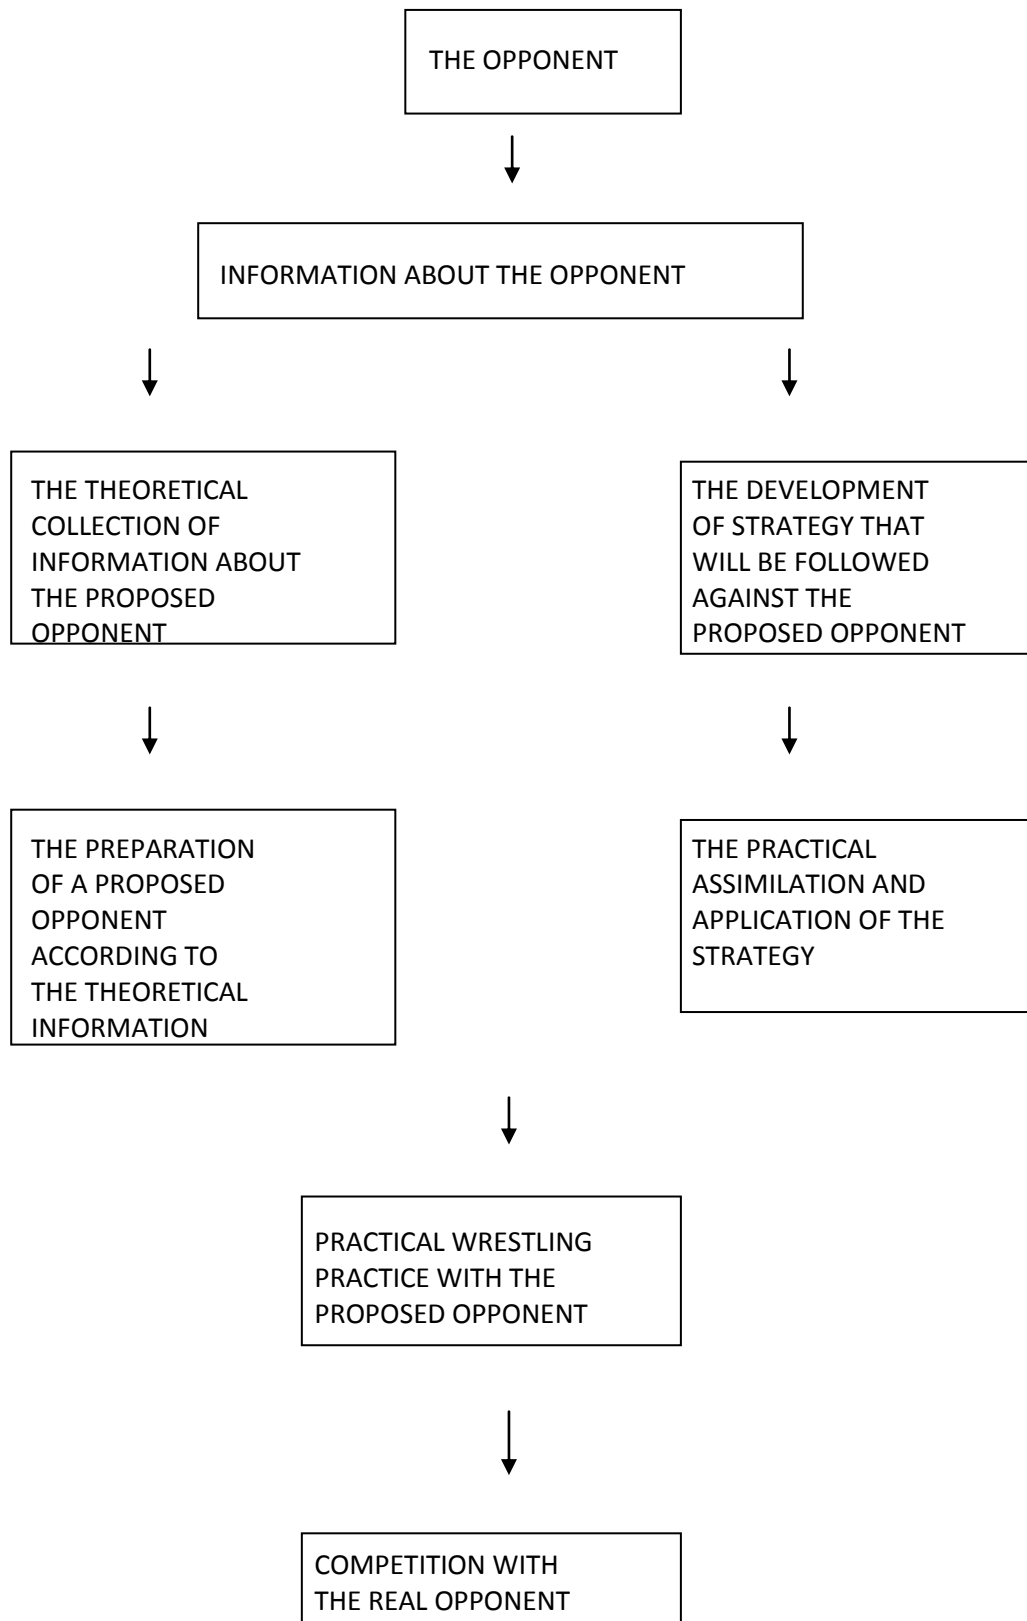 THE OPPONENT
INFORMATION ABOUT THE OPPONENT
THE THEORETICAL
COLLECTION OF
INFORMATION ABOUT
THE PROPOSED
OPPONENT
THE DEVELOPMENT
OF STRATEGY THAT
WILL BE FOLLOWED
AGAINST THE
PROPOSED OPPONENT
THE PREPARATION
OF A PROPOSED
OPPONENT
ACCORDING TO
THE THEORETICAL
INFORMATION
THE PRACTICAL
ASSIMILATION AND
APPLICATION OF THE
STRATEGY
PRACTICAL WRESTLING
PRACTICE WITH THE
PROPOSED OPPONENT
COMPETITION WITH
THE REAL OPPONENT